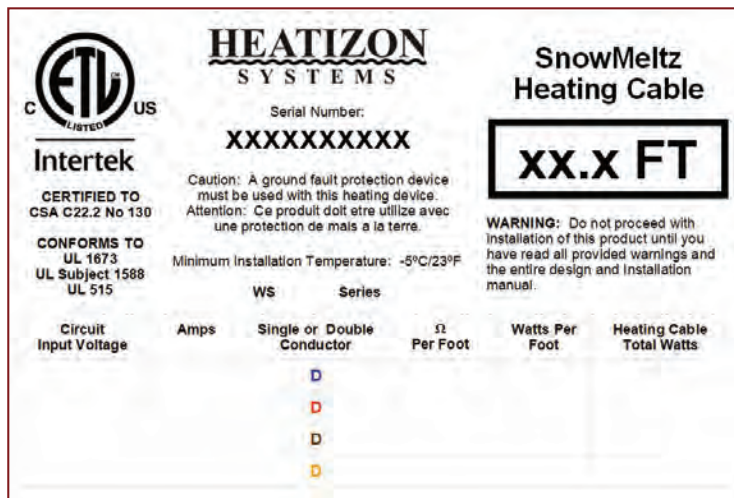 ETL
CM
C
US
LISTED
Intertek
CERTIFIED TO
CSA C22.2 No 130
CONFORMS TO
UL 1673
UL Subject 1588
UL 515
HEATIZON
SYSTEMS
Serial Number:
XXXXXXXXXX
Caution: A ground fault protection device
must be used with this heating device.
Attention: Ce produit doit etre utilize avec
une protection de mais a la terre.
Minimum Installation Temperature: -5ºC/23ºF
WS Series
SnowMeltz
Heating Cable
xx.x FT
WARNING: Do not proceed with
installation of this product until you
have read all provided warnings and
the entire design and Installation
manual.
Circuit
Input Voltage
Amps
Single or Double
Conductor
Ω
Per Foot
Watts Per
Foot
Heating Cable
Total Watts
D
D
D
D